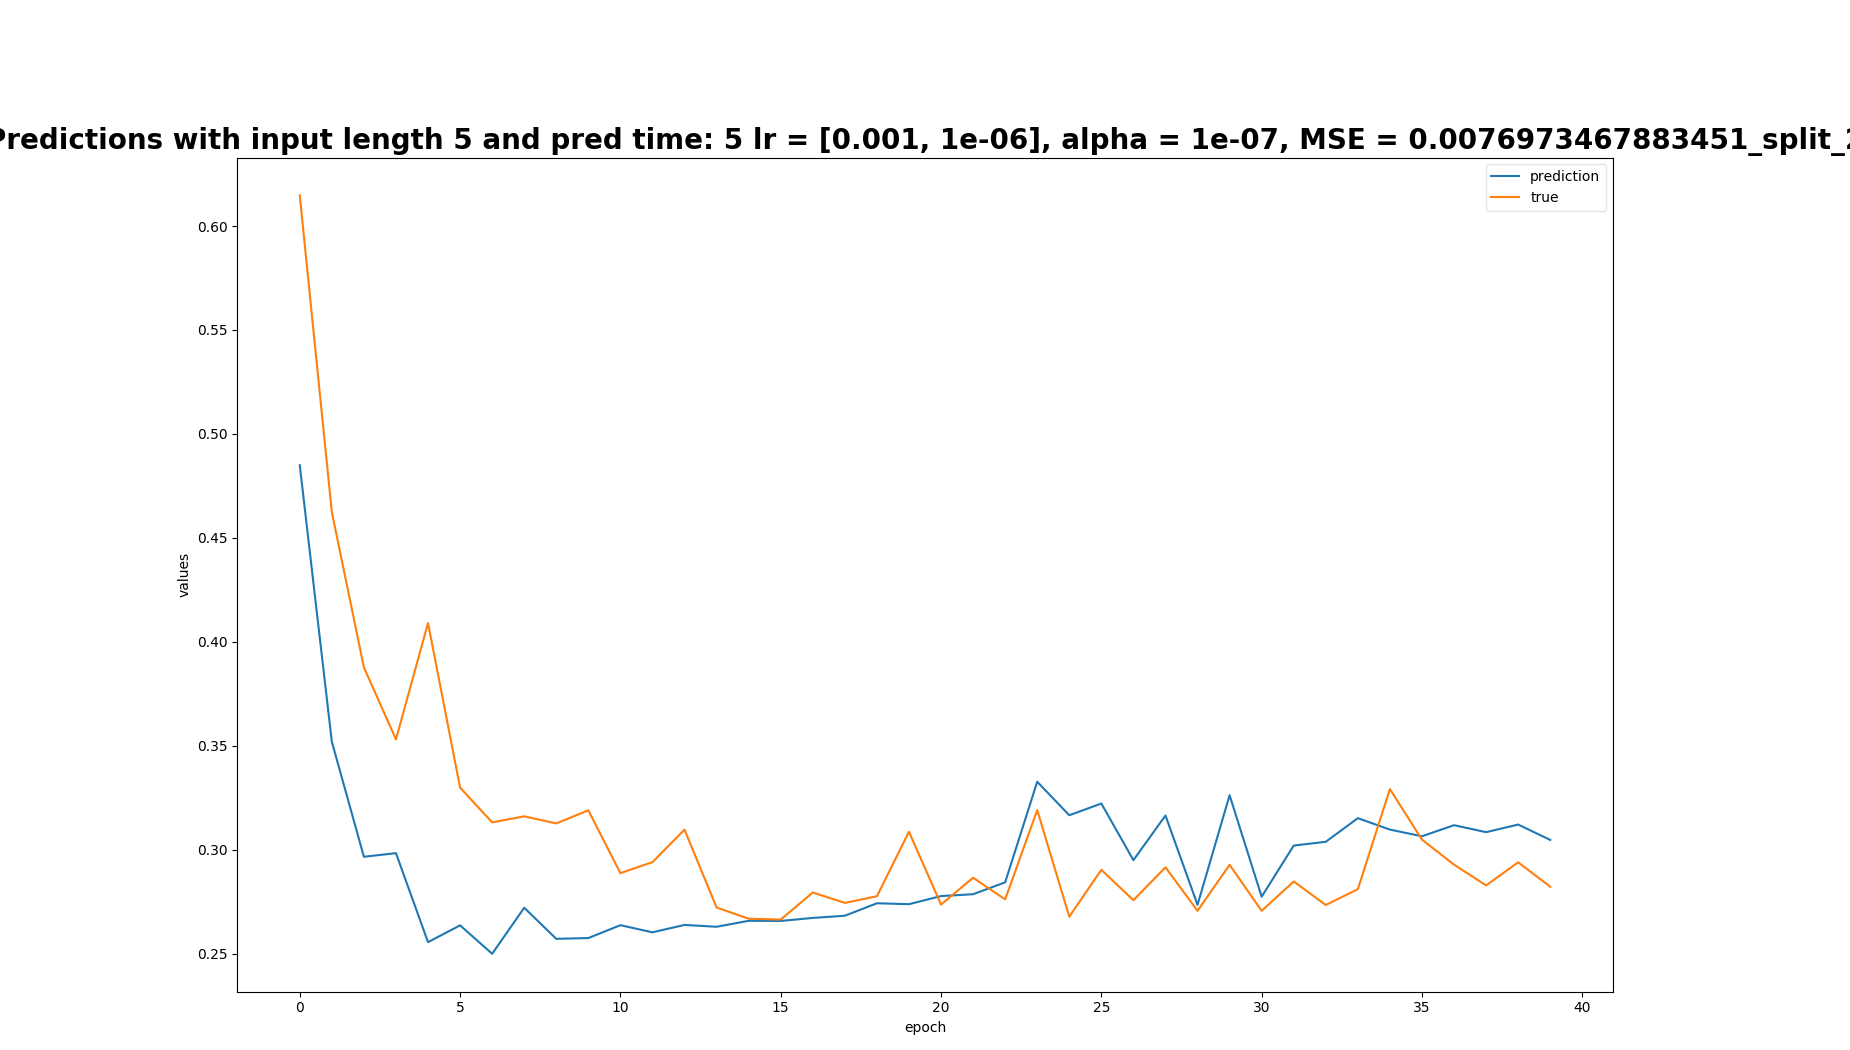 Predictions with input length 5 and pred time: 5 lr = [0.001, 1e-06], alpha = 1e-07, MSE = 0.0076973467883451_split_2
prediction
true
0.60
0.55
0.50
0.45
0.40
0.35
0.30
0.25
values
0 5 10 15 20 25 30 35 40
epoch